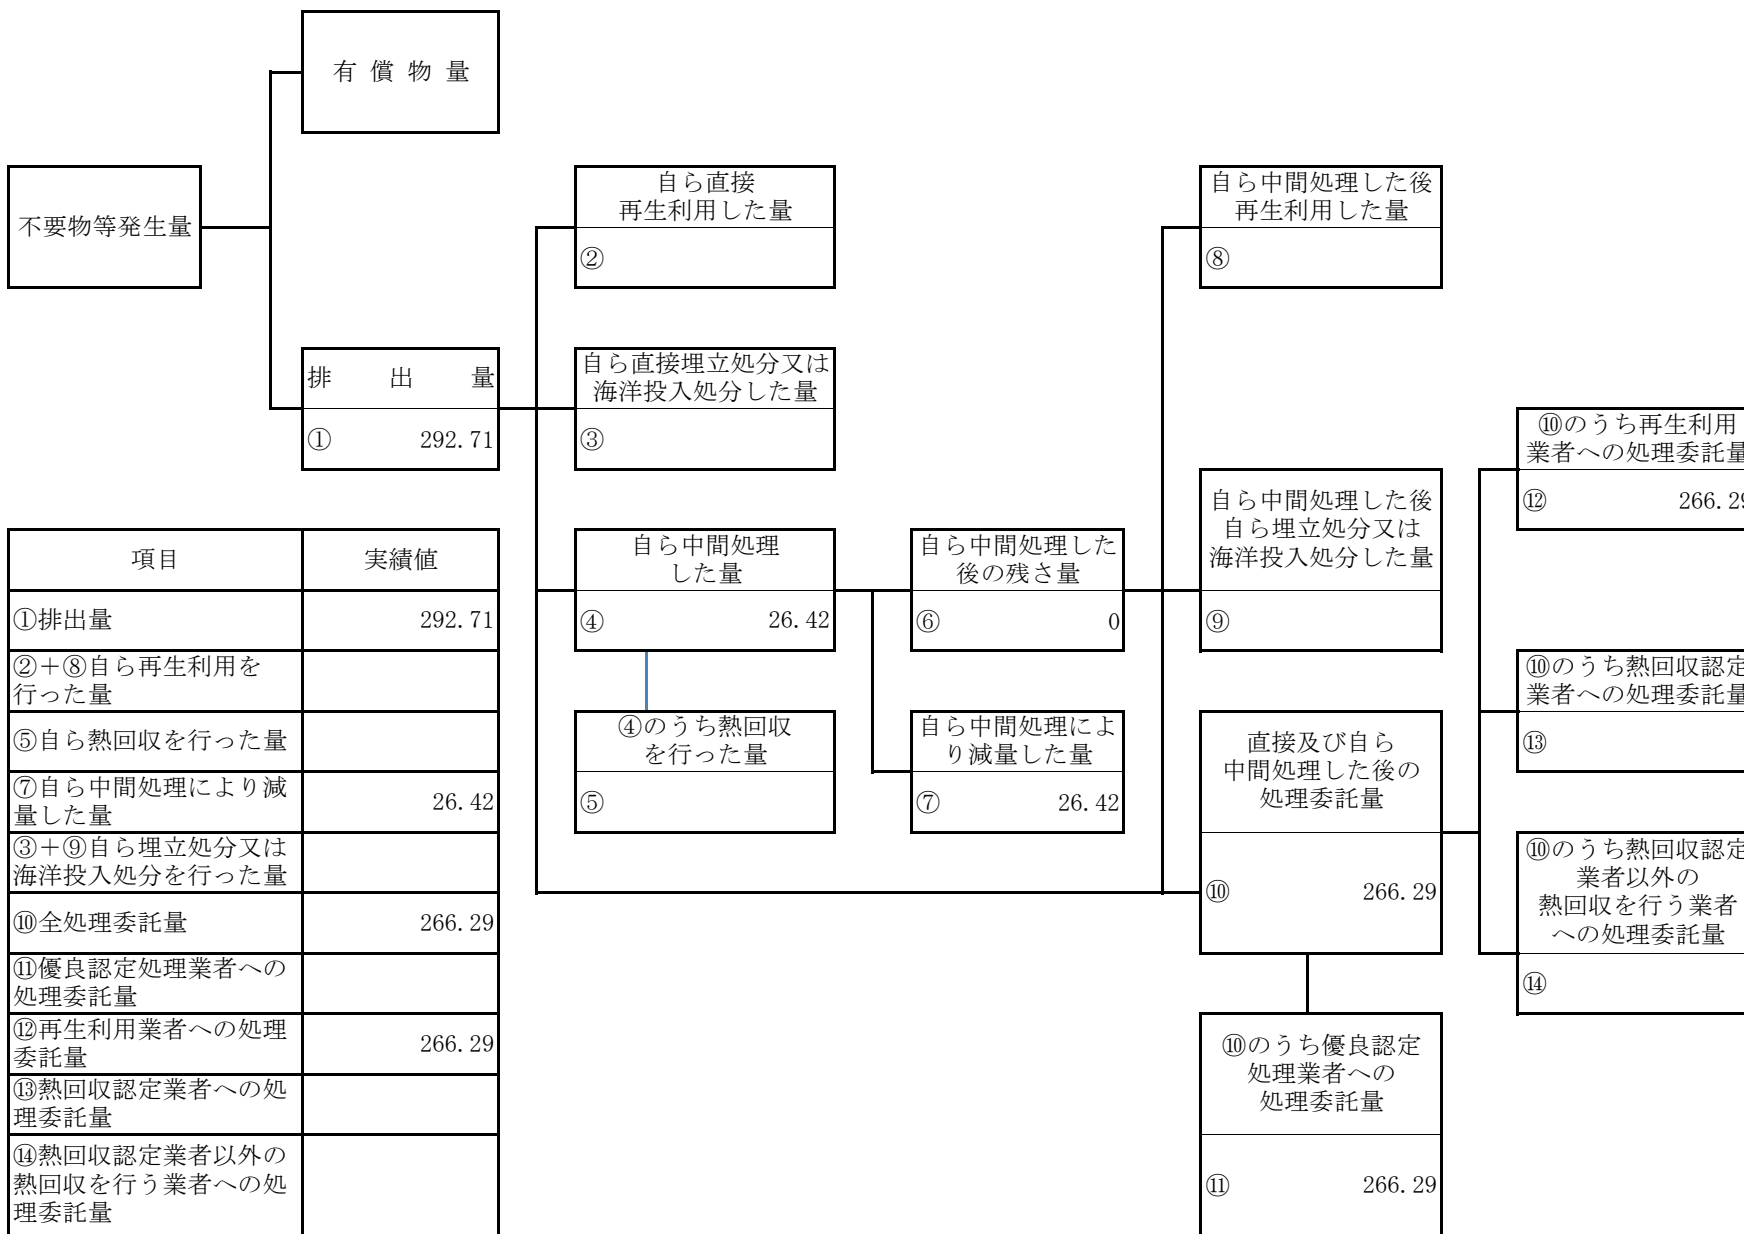 有償物量
不要物等発生量
自ら直接
再生利用した量
②
自ら中間処理した後
再生利用した量
⑧
排出量
① 292.71
自ら直接埋立処分又は
海洋投入処分した量
③
⑩のうち再生利用
業者への処理委託量
⑫ 266.29
自ら中間処理した後
自ら埋立処分又は
海洋投入処分した量
⑨
自ら中間処理
した量
④ 26.42
自ら中間処理した
後の残さ量
⑥ 0
④のうち熱回収
を行った量
⑤
自ら中間処理によ
り減量した量
⑦ 26.42
⑩のうち熱回収認定
業者への処理委託量
⑬
直接及び自ら
中間処理した後の
処理委託量
⑩ 266.29
⑩のうち熱回収認定
業者以外の
熱回収を行う業者
への処理委託量
⑭
⑩のうち優良認定
処理業者への
処理委託量
⑪ 266.29
項目 実績値
①排出量 292.71
②＋⑧自ら再生利用を
行った量
⑤自ら熱回収を行った量
⑦自ら中間処理により減
量した量 26.42
③＋⑨自ら埋立処分又は
海洋投入処分を行った量
⑩全処理委託量 266.29
⑪優良認定処理業者への
処理委託量
⑫再生利用業者への処理
委託量 266.29
⑬熱回収認定業者への処
理委託量
⑭熱回収認定業者以外の
熱回収を行う業者への処
理委託量